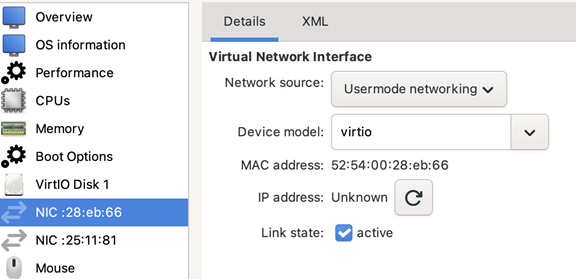 Overview
OS information
Performance
CPUs
Memory
Boot Options
VirtIO Disk 1
NIC :28:eb:66
NIC :25:11:81
Mouse
Details XML
Virtual Network Interface
Network source: Usermode networking
Device model: virtio
MAC address: 52:54:00:28:eb:66
IP address: Unknown
Link state: active